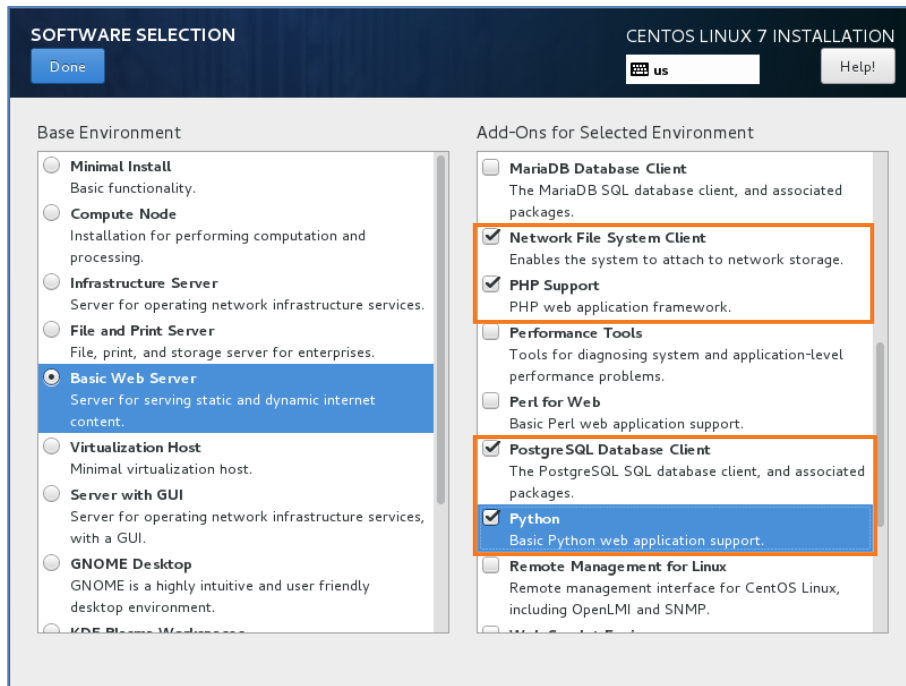 SOFTWARE SELECTION
CENTOS LINUX 7 INSTALLATION
Done
us
Help!
Base Environment
Minimal Install
Basic functionality.
Compute Node
Installation for performing computation and
processing.
Infrastructure Server
Server for operating network infrastructure services.
File and Print Server
File, print, and storage server for enterprises.
Basic Web Server
Server for serving static and dynamic internet
content.
Virtualization Host
Minimal virtualization host.
Server with GUI
Server for operating network infrastructure services,
with a GUI.
GNOME Desktop
GNOME is a highly intuitive and user friendly
desktop environment.
Add-Ons for Selected Environment
MariaDB Database Client
The MariaDB SQL database client, and associated
packages.
Network File System Client
Enables the system to attach to network storage.
PHP Support
PHP web application framework.
Performance Tools
Tools for diagnosing system and application-level
performance problems.
Perl for Web
Basic Perl web application support.
PostgreSQL Database Client
The PostgreSQL SQL database client, and associated
packages.
Python
Basic Python web application support.
Remote Management for Linux
Remote management interface for CentOS Linux,
including OpenLMI and SNMP.